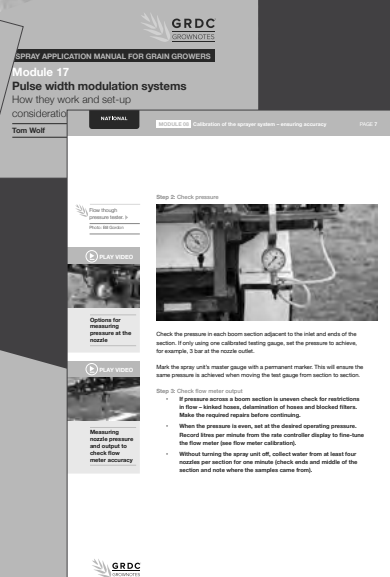 GRDC
GROWNOTES
SPRAY APPLICATION MANUAL FOR GRAIN GROWERS
Module 17
Pulse width modulation systems
How they work and set-up
consideratio
Tom Wolf
NATIONAL
MODULE 08 Calibration of the sprayer system – ensuring accuracy
PAGE 7
Step 2: Check pressure
Flow though
pressure tester.
Photo: Bill Gordon
PLAY VIDEO
Options for
measuring
pressure at the
nozzle
Check the pressure in each boom section adjacent to the inlet and ends of the
section. If only using one calibrated testing gauge, set the pressure to achieve,
for example, 3 bar at the nozzle outlet.
Mark the spray unit's master gauge with a permanent marker. This will ensure the
same pressure is achieved when moving the test gauge from section to section.
PLAY VIDEO
Measuring
nozzle pressure
and output to
check flow
meter accuracy
Step 3: Check flow meter output
• If pressure across a boom section is uneven check for restrictions
in flow – kinked hoses, delamination of hoses and blocked filters.
Make the required repairs before continuing.
• When the pressure is even, set at the desired operating pressure.
Record litres per minute from the rate controller display to fine-tune
the flow meter (see flow meter calibration).
• Without turning the spray unit off, collect water from at least four
nozzles per section for one minute (check ends and middle of the
section and note where the samples came from).
GRDC
GROWNOTES